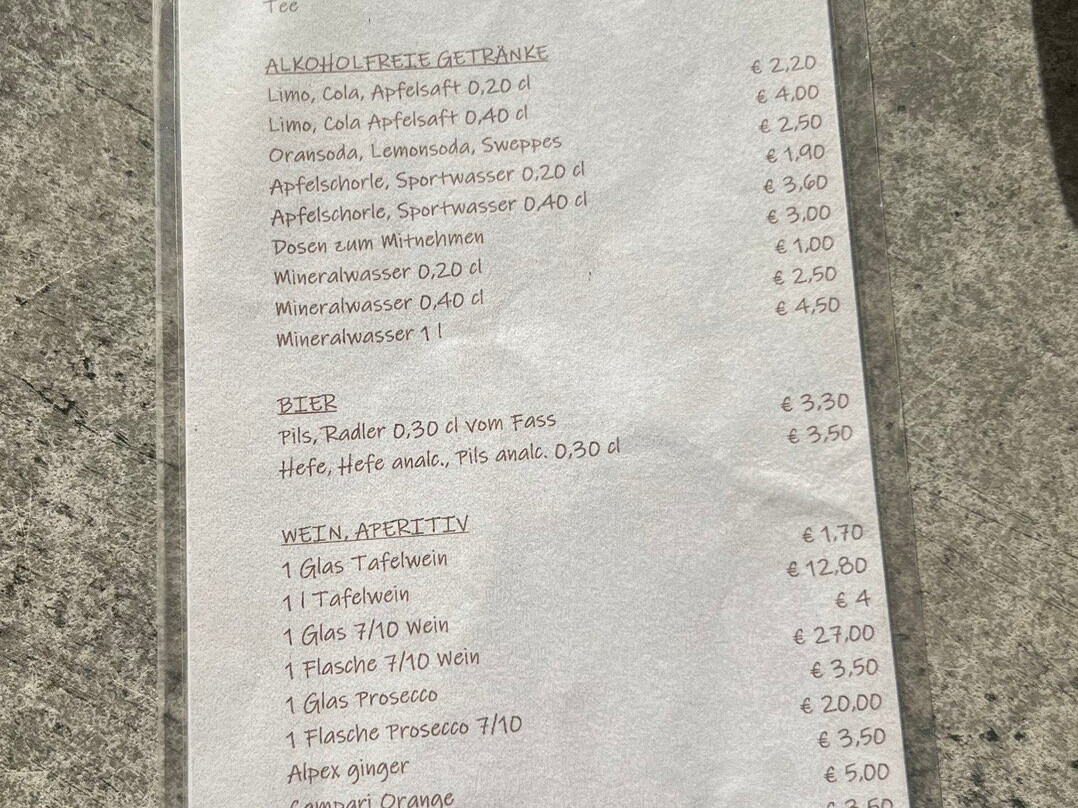 Tee
ALKOHOLFREIE GETRÄNKE
Limo, Cola, Apfelsaft 0,20 cl € 2,20
Limo, Cola Apfelsaft 0,40 cl € 4,00
Oransoda, Lemonsoda, Sweppes € 2,50
Apfelschorle, Sportwasser 0,20 cl € 1,90
Apfelschorle, Sportwasser 0,40 cl € 3,60
Dosen zum Mitnehmen € 3,00
Mineralwasser 0,20 cl € 1,00
Mineralwasser 0,40 cl € 2,50
Mineralwasser 1 l € 4,50
BIER
Pils, Radler 0,30 cl vom Fass € 3,30
Hefe, Hefe analc., Pils analc. 0,30 cl € 3,50
WEIN, APERITIV
1 Glas Tafelwein € 1,70
1 l Tafelwein € 12,80
1 Glas 7/10 Wein € 4
1 Flasche 7/10 Wein € 27,00
1 Glas Prosecco € 3,50
1 Flasche Prosecco 7/10 € 20,00
Alpex ginger € 3,50
Campari Orange € 5,00
€ 3,50